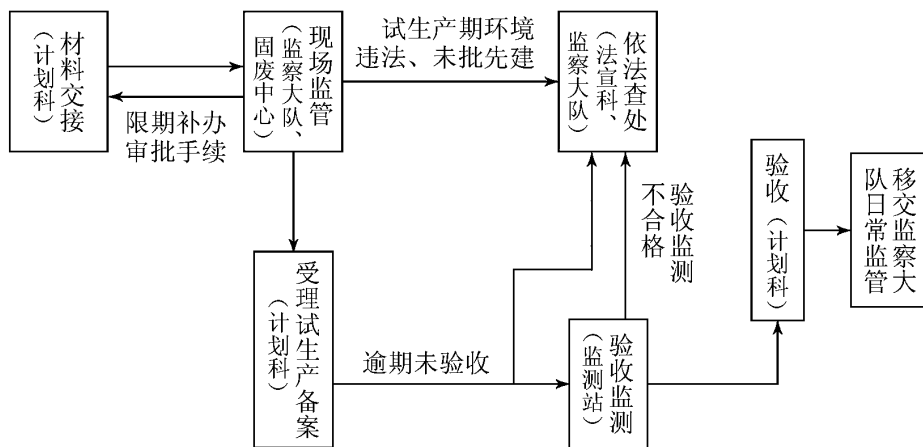 材料交接
（计划科）
现场监管
（监察大队、
固废中心）
试生产期环境
违法、未批先建
依法查处
（法宣科、
监察大队）
限期补办
审批手续
受理试生产备案
（计划科）
逾期未验收
验收监测
（监测站）
验收监测
不合格
验收（计划科）
移交监察大
队日常监管